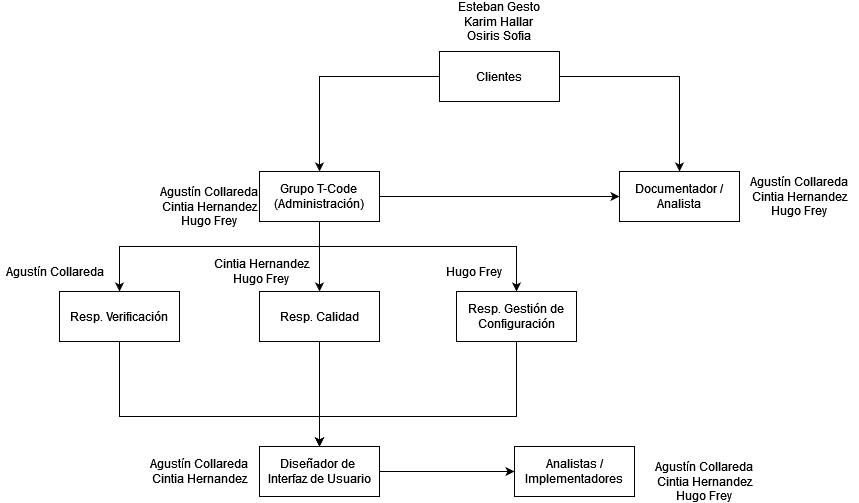 Esteban Gesto
Karim Hallar
Osiris Sofia
Clientes
Agustín Collareda
Cintia Hernandez
Hugo Frey
Grupo T-Code
(Administración)
Documentador /
Analista
Agustín Collareda
Cintia Hernandez
Hugo Frey
Agustín Collareda
Cintia Hernandez
Hugo Frey
Hugo Frey
Resp. Verificación
Resp. Calidad
Resp. Gestión de
Configuración
Agustín Collareda
Cintia Hernandez
Diseñador de
Interfaz de Usuario
Analistas /
Implementadores
Agustín Collareda
Cintia Hernandez
Hugo Frey